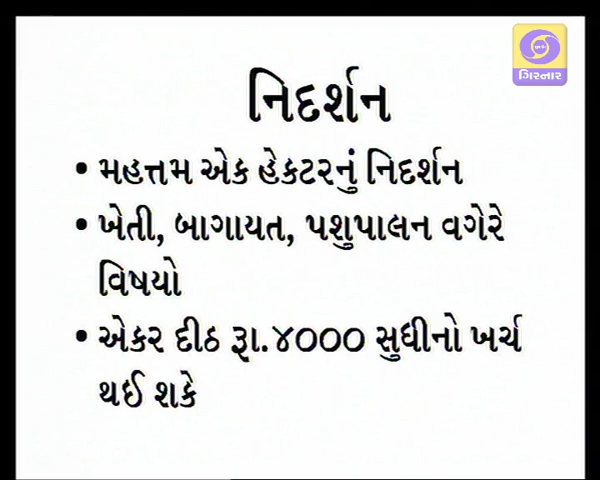 ગિરનાર
નિદર્શન
• મહત્તમ એક હેકટરનું નિદર્શન
• ખેતી, બાગાયત, પશુપાલન વગેરે
વિષયો
• એકર દીઠ રૂા.૪૦૦૦ સુધીનો ખર્ચ
થઈ શકે